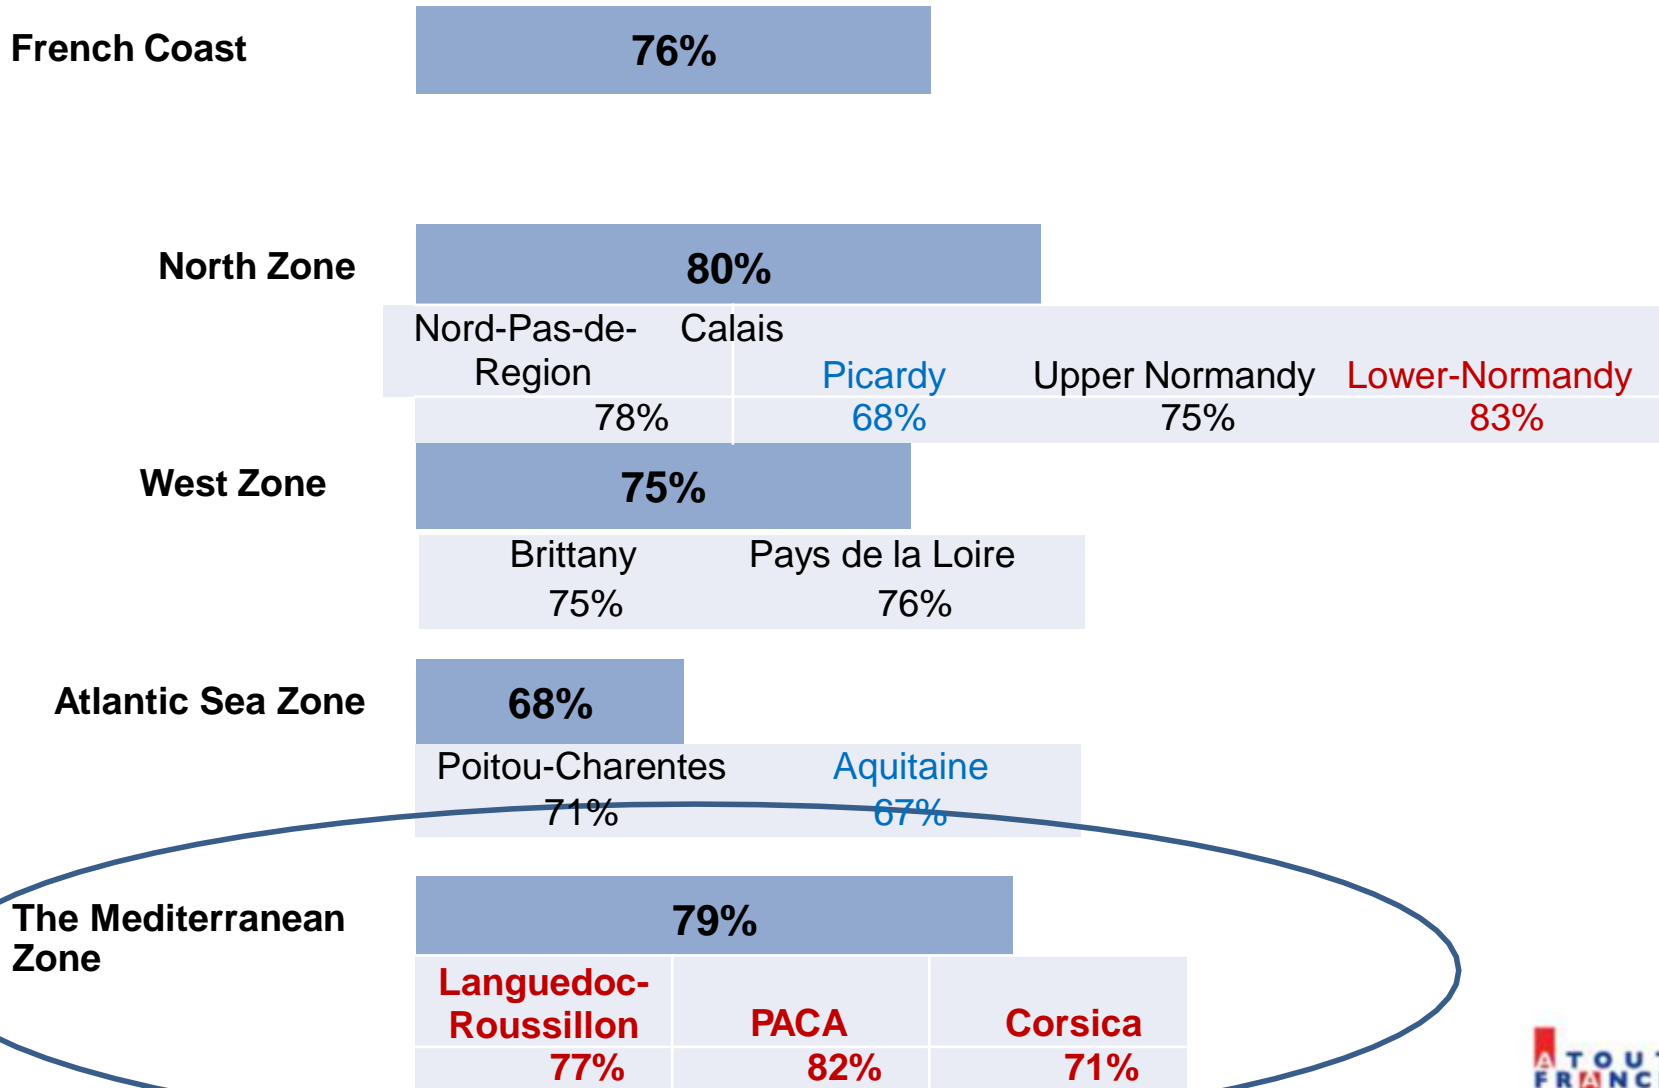 French Coast 76%
North Zone 80%
Nord-Pas-de- Calais
Region Picardy Upper Normandy Lower-Normandy
78% 68% 75% 83%
West Zone 75%
Brittany Pays de la Loire
75% 76%
Atlantic Sea Zone 68%
Poitou-Charentes Aquitaine
71% 67%
The Mediterranean
Zone
79%
Languedoc-
Roussillon PACA Corsica
77% 82% 71%
ATOUT
FRANC